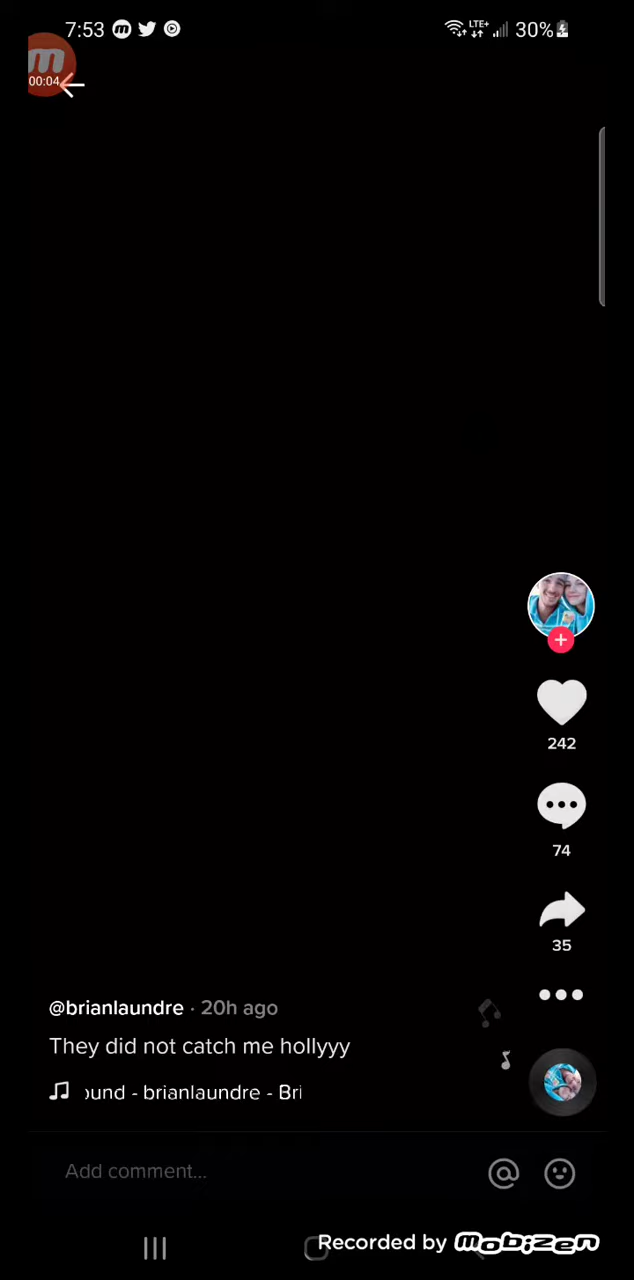 7:53
LTE+
30%
m
00:04
242
74
35
@brianlaundre · 20h ago
They did not catch me hollyyy
ound - brianlaundre - Bri
Add comment...
Recorded by mobizen